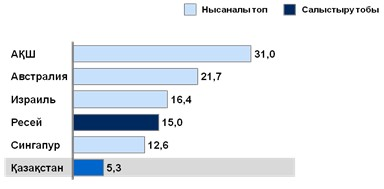 Нысаналы топ Салыстыру тобы
АҚШ 31,0
Австралия 21,7
Израиль 16,4
Ресей 15,0
Сингапур 12,6
Қазақстан 5,3